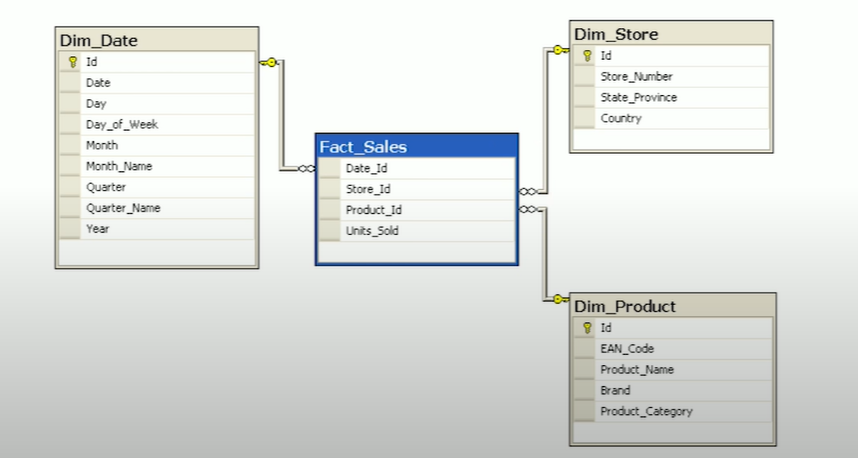 Dim_Date
Id
Date
Day
Day_of_Week
Month
Month_Name
Quarter
Quarter_Name
Year
Fact_Sales
Date_Id
Store_Id
Product_Id
Units_Sold
Dim_Store
Id
Store_Number
State_Province
Country
Dim_Product
Id
EAN_Code
Product_Name
Brand
Product_Category